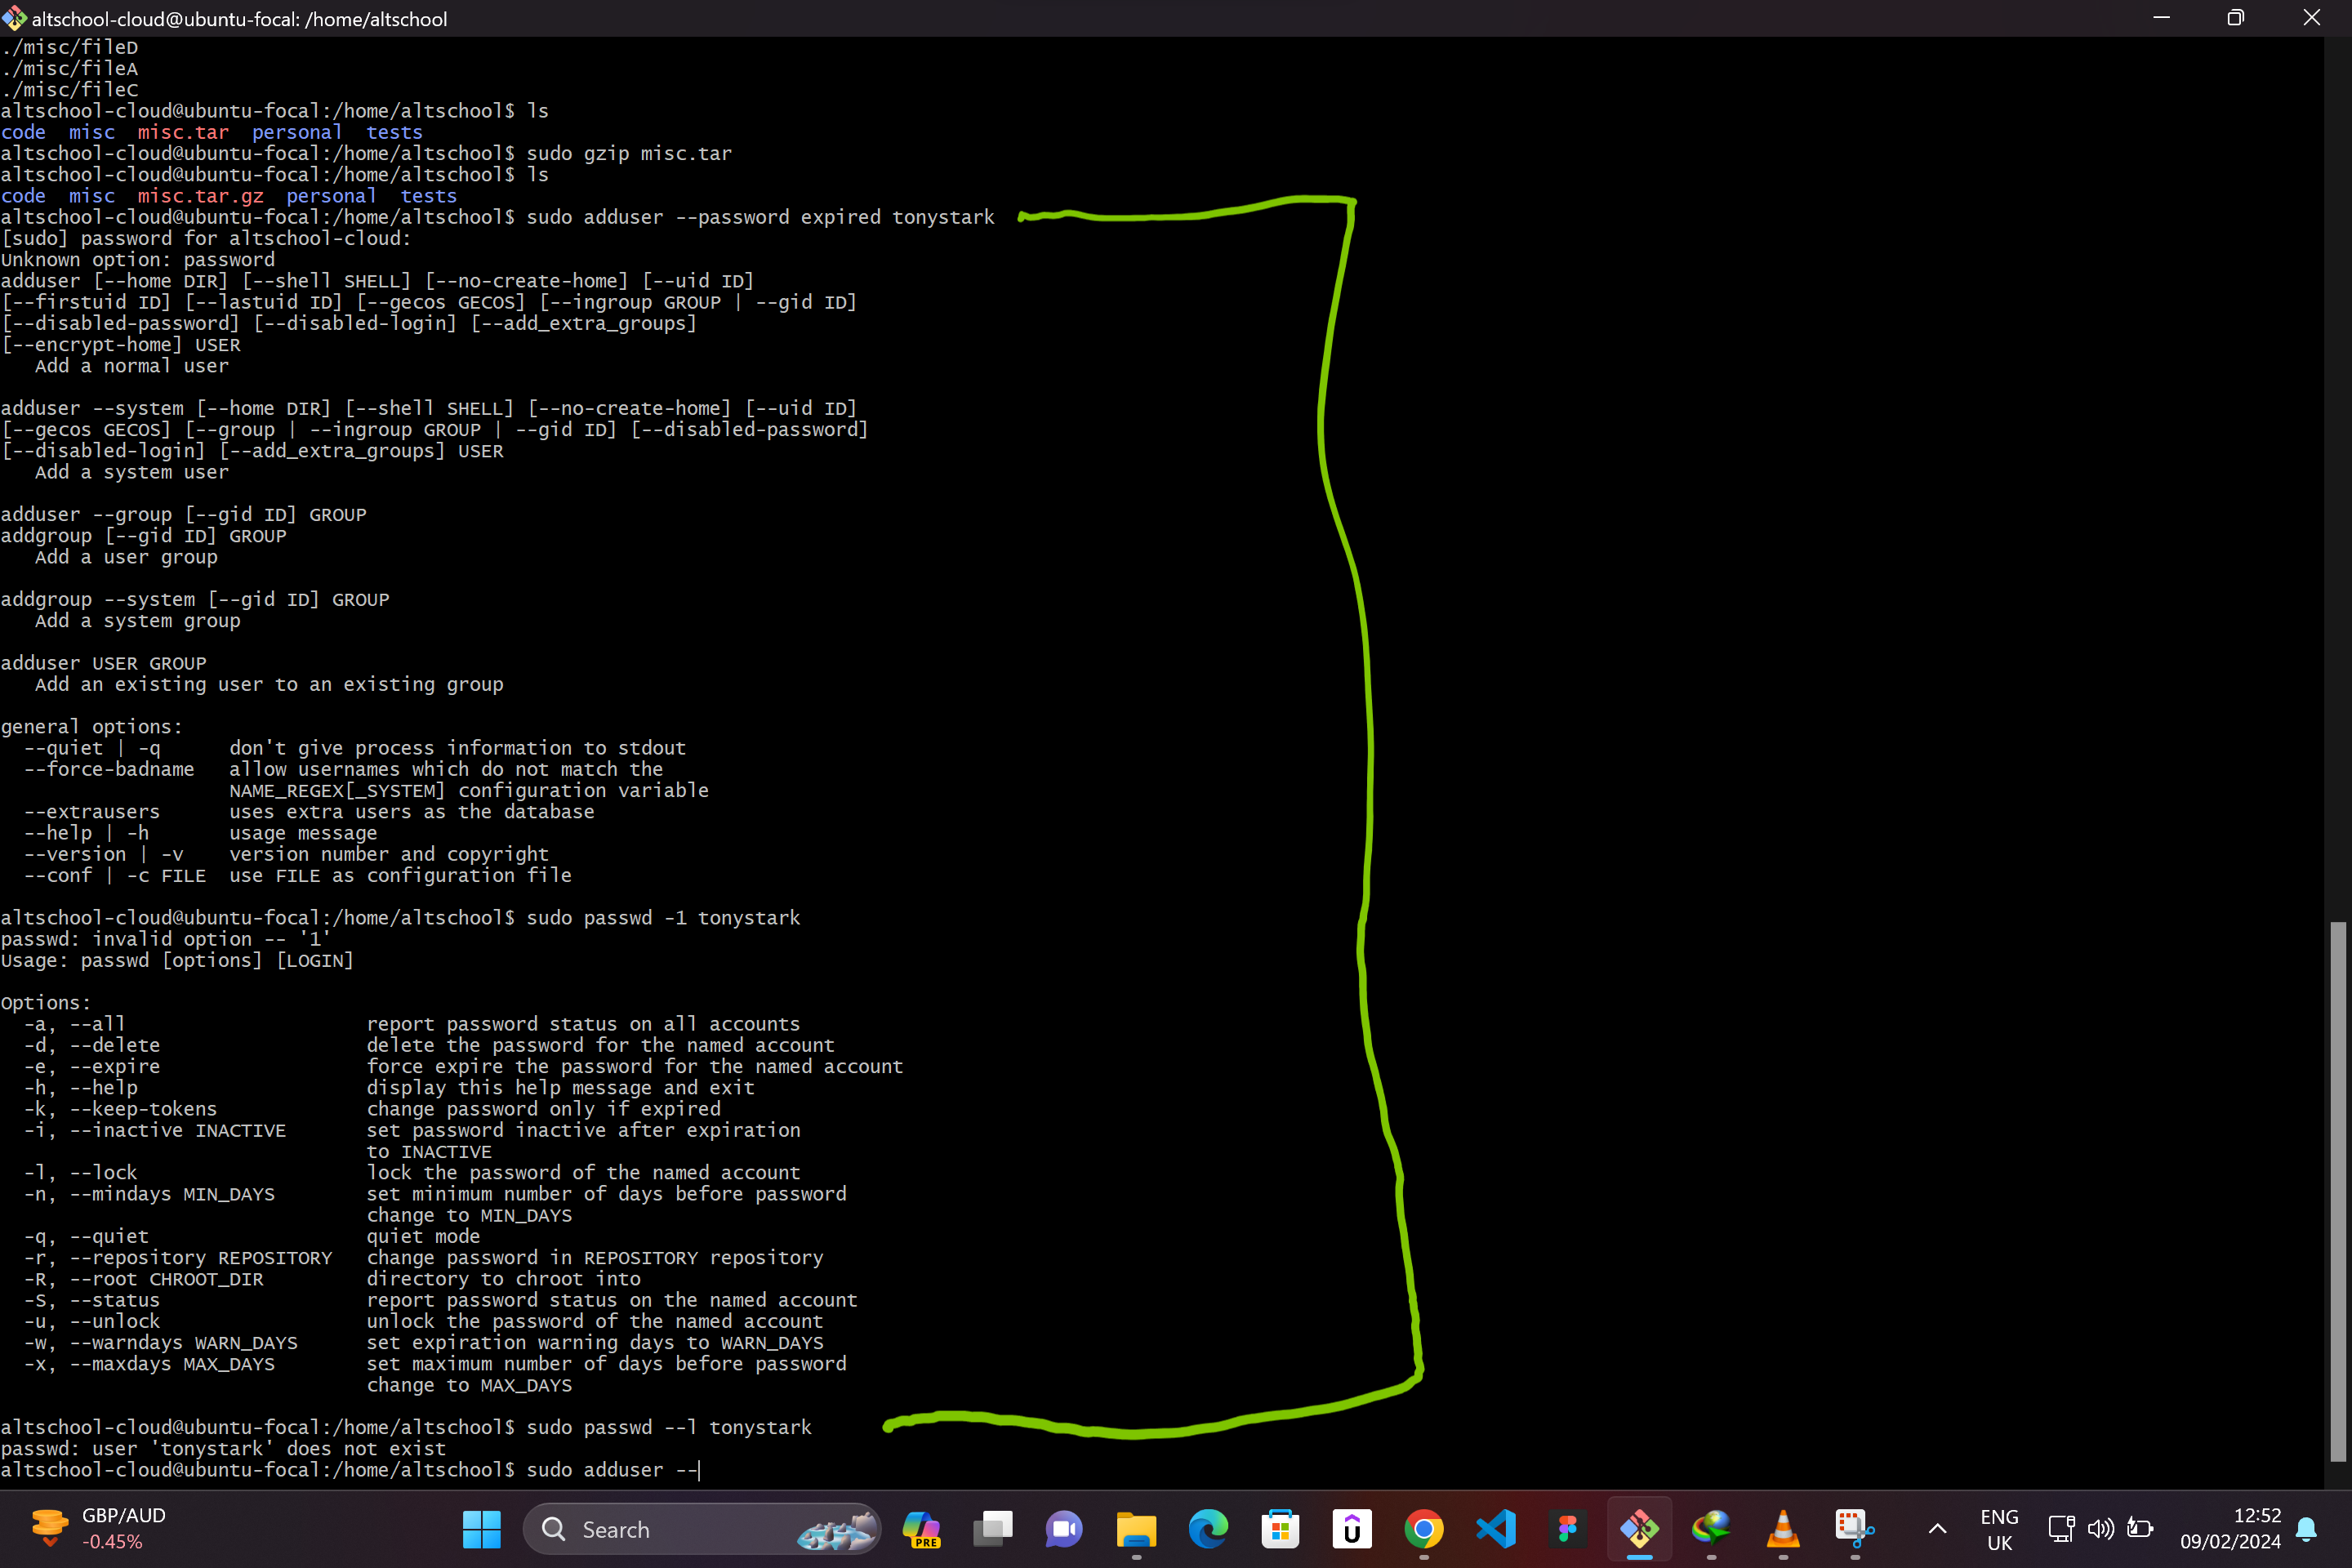 altschool-cloud@ubuntu-focal: /home/altschool
./misc/fileD
./misc/fileA
./misc/fileC
altschool-cloud@ubuntu-focal:/home/altschool$ ls
code  misc  misc.tar  personal  tests
altschool-cloud@ubuntu-focal:/home/altschool$ sudo gzip misc.tar
altschool-cloud@ubuntu-focal:/home/altschool$ ls
code  misc  misc.tar.gz  personal  tests
altschool-cloud@ubuntu-focal:/home/altschool$ sudo adduser --password expired tonystark
[sudo] password for altschool-cloud:
Unknown option: password
adduser [--home DIR] [--shell SHELL] [--no-create-home] [--uid ID]
[--firstuid ID] [--lastuid ID] [--gecos GECOS] [--ingroup GROUP | --gid ID]
[--disabled-password] [--disabled-login] [--add_extra_groups]
[--encrypt-home] USER
   Add a normal user

adduser --system [--home DIR] [--shell SHELL] [--no-create-home] [--uid ID]
[--gecos GECOS] [--group | --ingroup GROUP | --gid ID] [--disabled-password]
[--disabled-login] [--add_extra_groups] USER
   Add a system user

adduser --group [--gid ID] GROUP
addgroup [--gid ID] GROUP
   Add a user group

addgroup --system [--gid ID] GROUP
   Add a system group

adduser USER GROUP
   Add an existing user to an existing group

general options:
  --quiet | -q      don't give process information to stdout
  --force-badname   allow usernames which do not match the
                    NAME_REGEX[_SYSTEM] configuration variable
  --extrausers      uses extra users as the database
  --help | -h       usage message
  --version | -v    version number and copyright
  --conf | -c FILE  use FILE as configuration file

altschool-cloud@ubuntu-focal:/home/altschool$ sudo passwd -1 tonystark
passwd: invalid option -- '1'
Usage: passwd [options] [LOGIN]

Options:
  -a, --all                     report password status on all accounts
  -d, --delete                  delete the password for the named account
  -e, --expire                  force expire the password for the named account
  -h, --help                    display this help message and exit
  -k, --keep-tokens             change password only if expired
  -i, --inactive INACTIVE       set password inactive after expiration
                                to INACTIVE
  -l, --lock                    lock the password of the named account
  -n, --mindays MIN_DAYS        set minimum number of days before password
                                change to MIN_DAYS
  -q, --quiet                   quiet mode
  -r, --repository REPOSITORY   change password in REPOSITORY repository
  -R, --root CHROOT_DIR         directory to chroot into
  -S, --status                  report password status on the named account
  -u, --unlock                  unlock the password of the named account
  -w, --warndays WARN_DAYS      set expiration warning days to WARN_DAYS
  -x, --maxdays MAX_DAYS        set maximum number of days before password
                                change to MAX_DAYS

altschool-cloud@ubuntu-focal:/home/altschool$ sudo passwd --l tonystark
passwd: user 'tonystark' does not exist
altschool-cloud@ubuntu-focal:/home/altschool$ sudo adduser --
GBP/AUD
-0.45%
Search
PRE
ENG
UK
12:52
09/02/2024